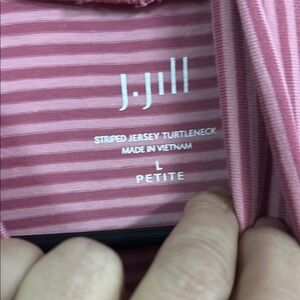 J.Jill
STRIPED JERSEY TURTLENECK
MADE IN VIETNAM
L
PETITE